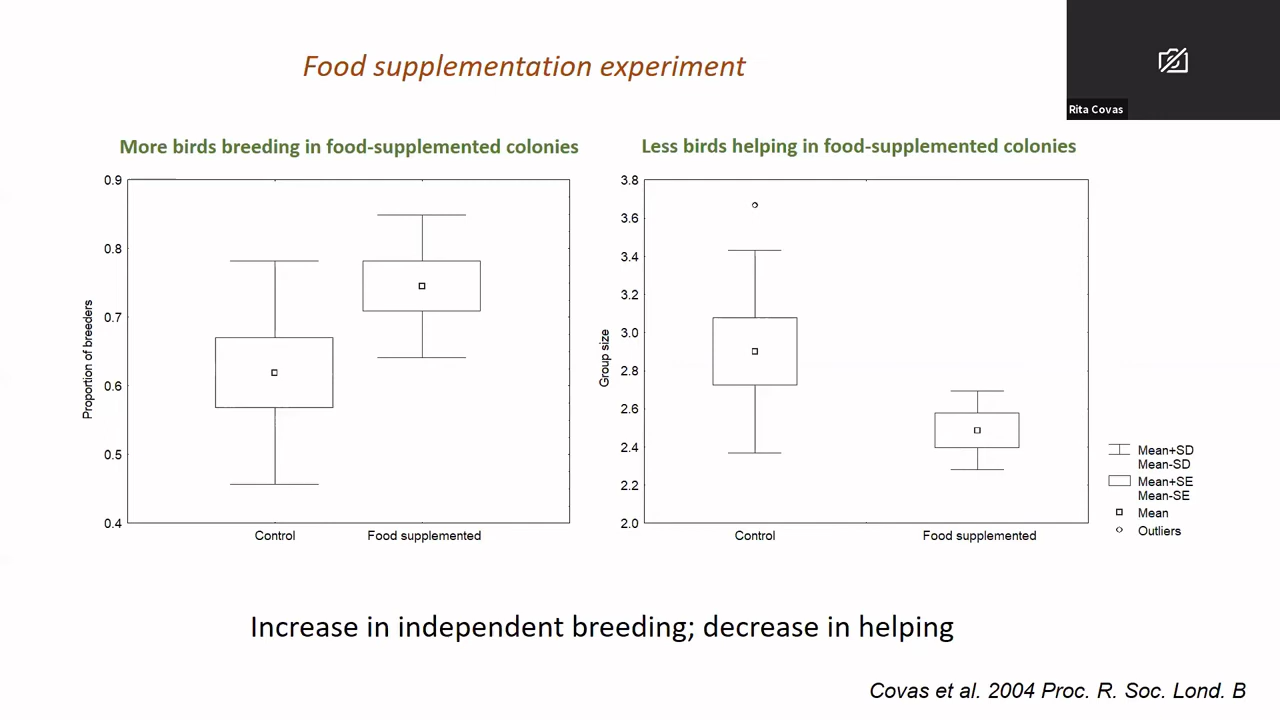 Food supplementation experiment
Rita Covas
More birds breeding in food-supplemented colonies
0.9
0.8
0.7
0.6
0.5
0.4
Proportion of breeders
Control
Food supplemented
Less birds helping in food-supplemented colonies
3.8
3.6
3.4
3.2
3.0
2.8
2.6
2.4
2.2
2.0
Group size
Control
Food supplemented
Mean+SD
Mean-SD
Mean+SE
Mean-SE
Mean
Outliers
Increase in independent breeding; decrease in helping
Covas et al. 2004 Proc. R. Soc. Lond. B